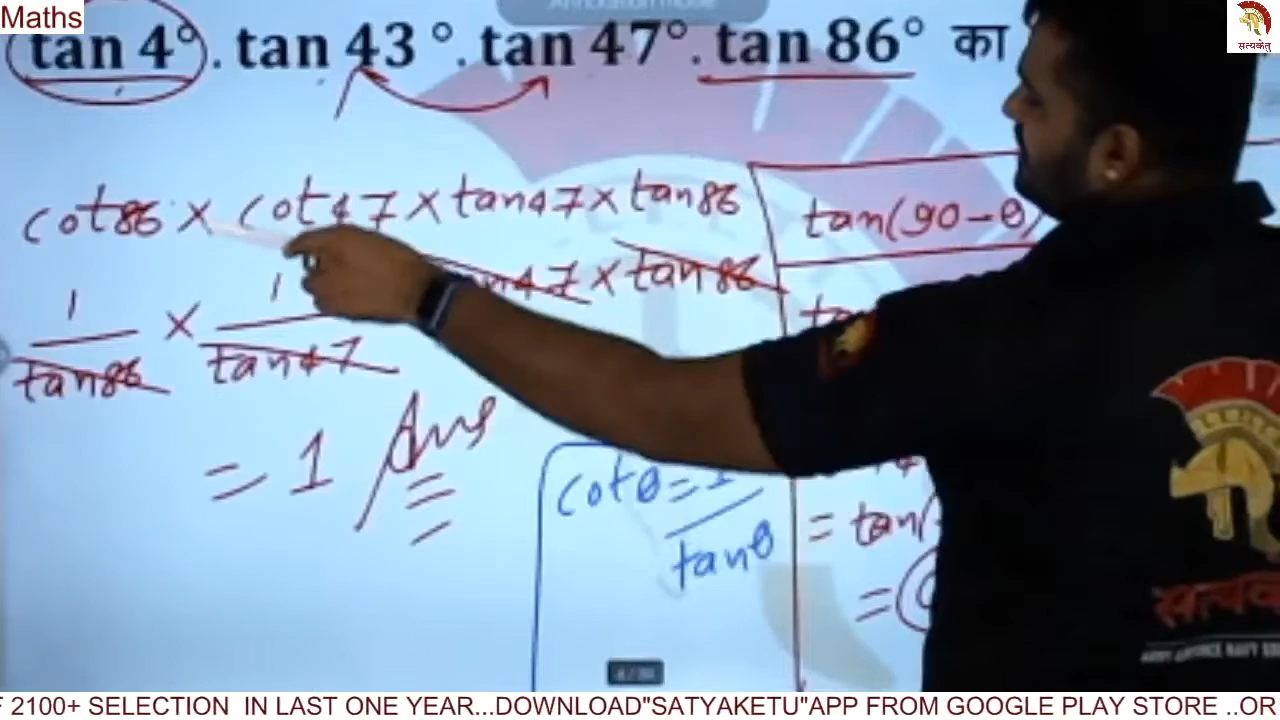 Maths
tan 4° . tan 43° . tan 47° . tan 86° का
सत्यकेतु
cot86 × cot47 × tan47 × tan86
tan(90-θ)
1 × 1 tan47 × tan86
tan86 tan47
= 1 Ans
cotθ = 1
tanθ
= tan(
=
F 2100+ SELECTION IN LAST ONE YEAR...DOWNLOAD"SATYAKETU"APP FROM GOOGLE PLAY STORE ..OR